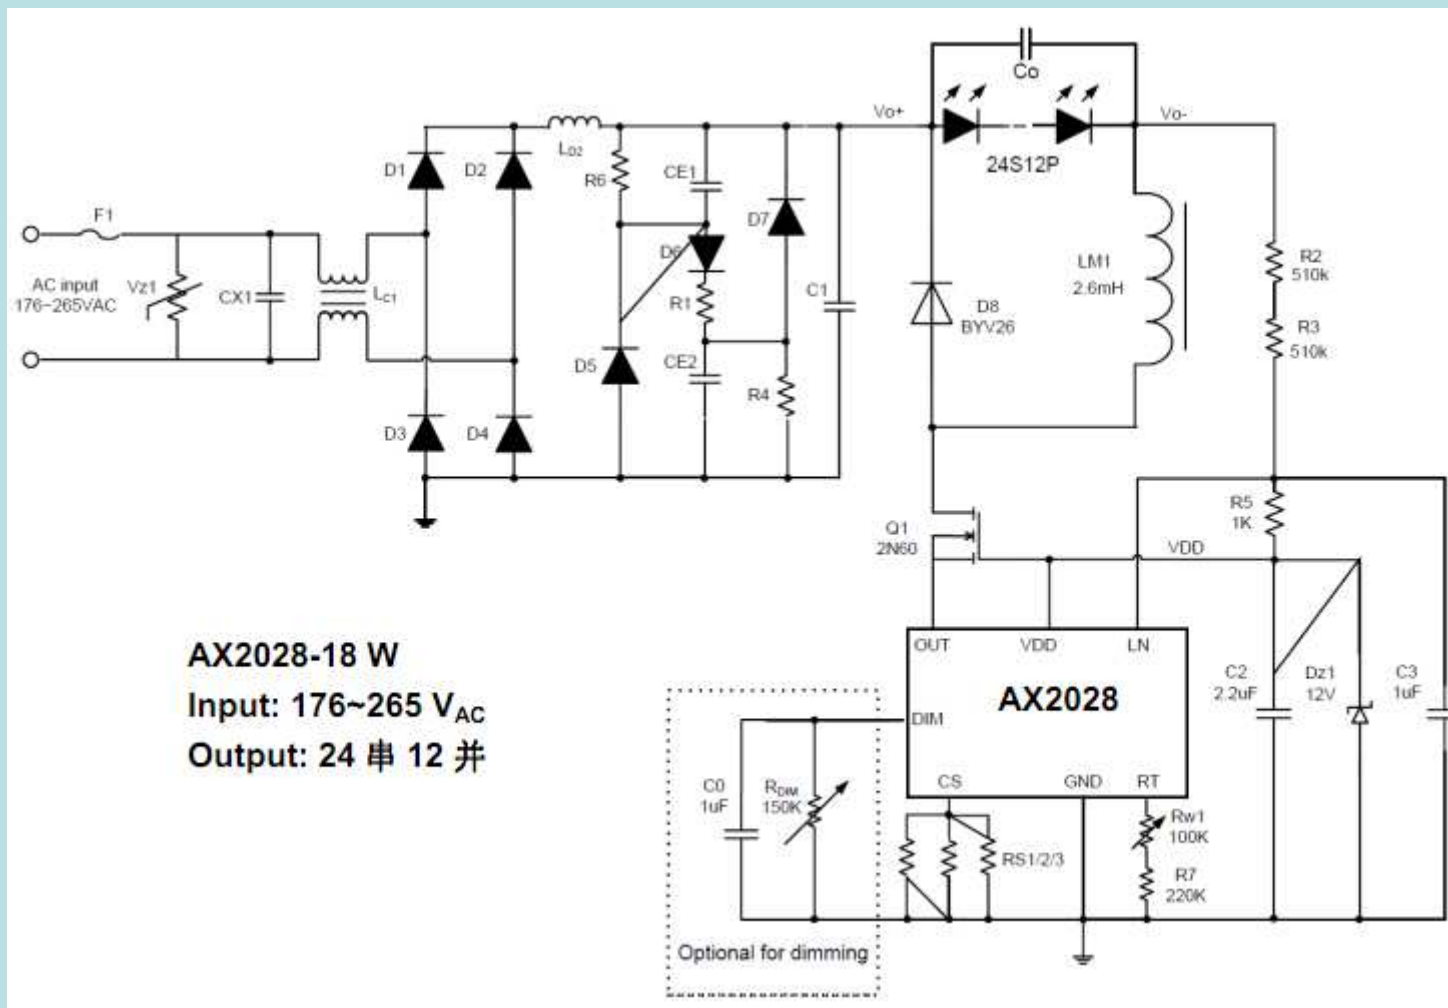 Co
Vo+
Vo-
24S12P
LD2
D1
D2
R6
CE1
D7
F1
D6
LM1
2.6mH
R2
510k
AC input
176~265VAC
Vz1
CX1
LC1
R1
C1
D8
BYV26
R3
510k
D5
CE2
R4
D3
D4
R5
1K
Q1
2N60
VDD
OUT
VDD
LN
AX2028
AX2028-18 W
Input: 176~265 VAC
Output: 24 串 12 并
C2
2.2uF
Dz1
12V
C3
1uF
DIM
CS
GND
RT
C0
1uF
RDIM
150K
Rw1
100K
RS1/2/3
R7
220K
Optional for dimming